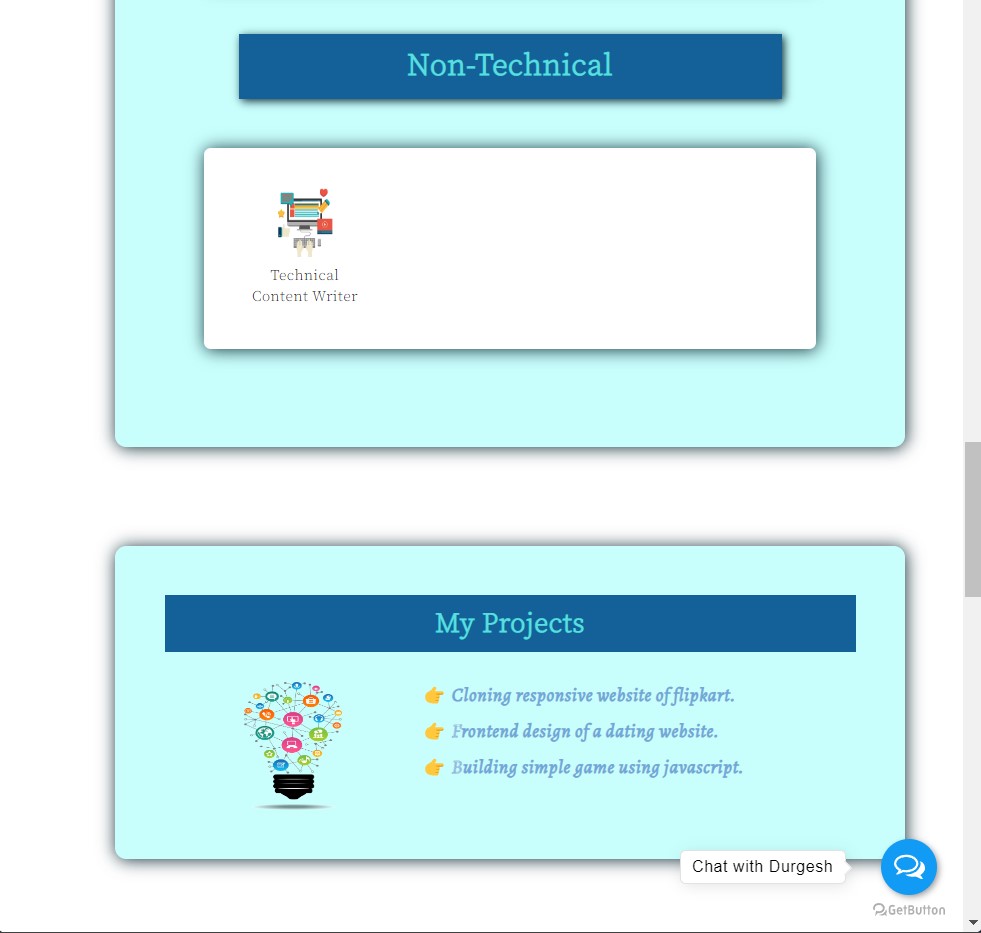 Non-Technical
Technical
Content Writer
My Projects
👉 Cloning responsive website of flipkart.
👉 Frontend design of a dating website.
👉 Building simple game using javascript.
Chat with Durgesh
GetButton